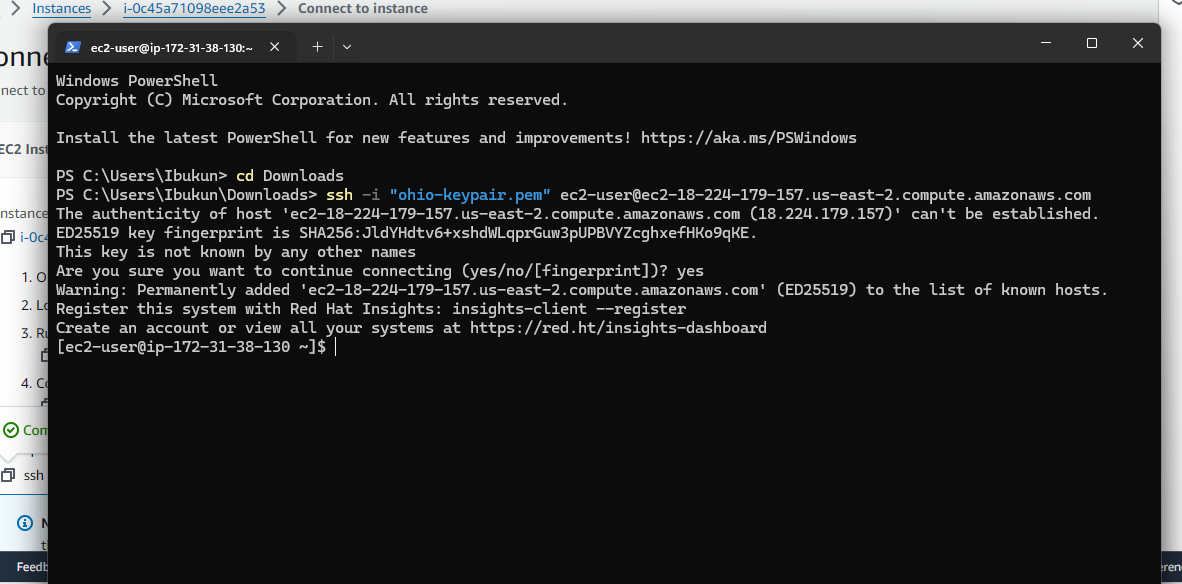 Instances
i-0c45a71098eee2a53
Connect to instance
ec2-user@ip-172-31-38-130:~
Windows PowerShell
Copyright (C) Microsoft Corporation. All rights reserved.
Install the latest PowerShell for new features and improvements! https://aka.ms/PSWindows
PS C:\Users\Ibukun> cd Downloads
PS C:\Users\Ibukun\Downloads> ssh -i "ohio-keypair.pem" ec2-user@ec2-18-224-179-157.us-east-2.compute.amazonaws.com
The authenticity of host 'ec2-18-224-179-157.us-east-2.compute.amazonaws.com (18.224.179.157)' can't be established.
ED25519 key fingerprint is SHA256:JldYHdtv6+xshdWLqprGuw3pUPBVYZcghxefHKo9qKE.
This key is not known by any other names
Are you sure you want to continue connecting (yes/no/[fingerprint])? yes
Warning: Permanently added 'ec2-18-224-179-157.us-east-2.compute.amazonaws.com' (ED25519) to the list of known hosts.
Register this system with Red Hat Insights: insights-client --register
Create an account or view all your systems at https://red.ht/insights-dashboard
[ec2-user@ip-172-31-38-130 ~]$
nect to
EC2 Inst
nstance
i-0c4
1. O
2. Lo
3. Ru
4. Co
Com
ssh
N
Feedb